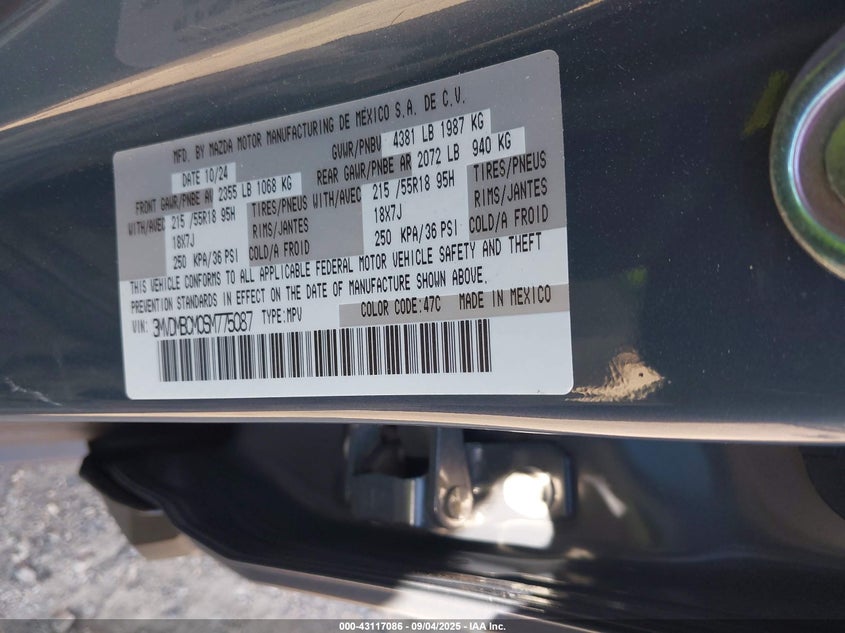 MFD. BY MAZDA MOTOR MANUFACTURING DE MEXICO S.A. DE C.V.
DATE 10/24 GVWR/PNBV 4381 LB 1987 KG
FRONT GAWR/PNBE AV 2355 LB 1068 KG REAR GAWR/PNBE AR 2072 LB 940 KG
WITH/AVEC 215 /55R18 95H TIRES/PNEUS WITH/AVEC 215 /55R18 95H TIRES/PNEUS
18X7J RIMS/JANTES 18X7J RIMS/JANTES
250 KPA/36 PSI COLD/A FROID 250 KPA/36 PSI COLD/A FROID
THIS VEHICLE CONFORMS TO ALL APPLICABLE FEDERAL MOTOR VEHICLE SAFETY AND THEFT
PREVENTION STANDARDS IN EFFECT ON THE DATE OF MANUFACTURE SHOWN ABOVE.
COLOR CODE:47C MADE IN MEXICO
VIN: 3MVDMBCM0SM775087 TYPE:MPV
000-43117086 - 09/04/2025 - IAA Inc.